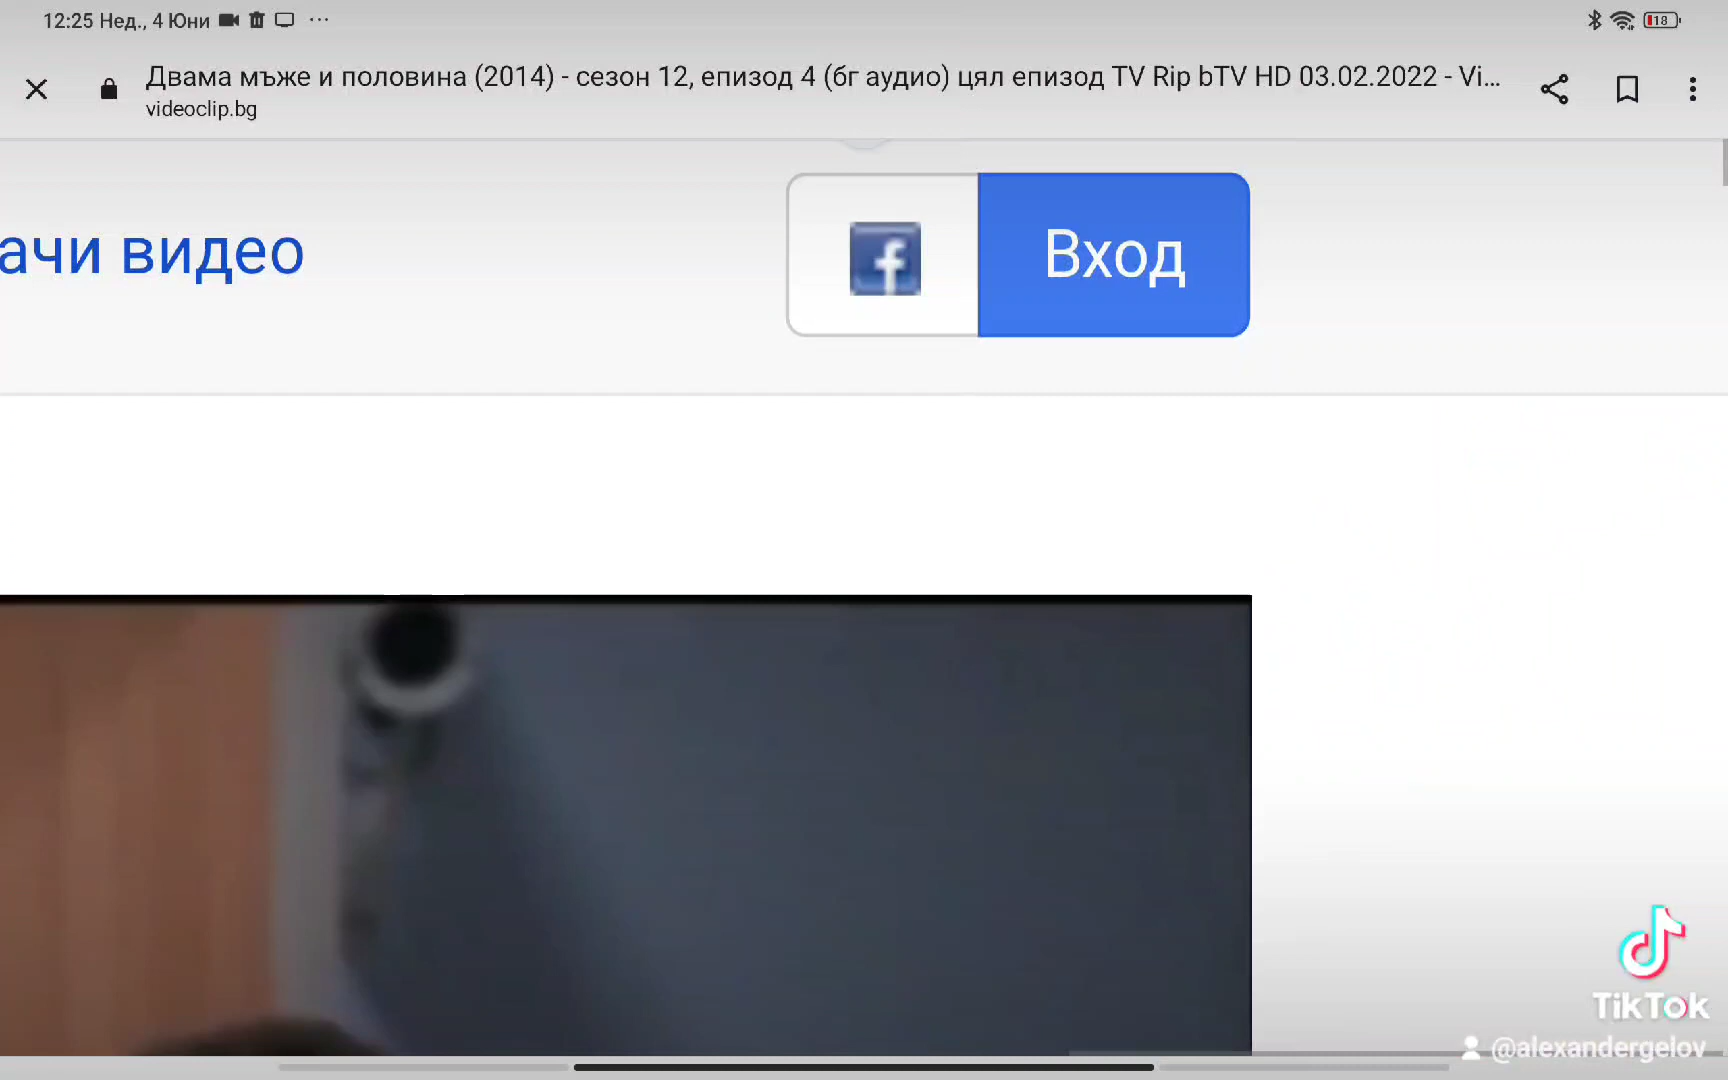 12:25 Нед., 4 Юни
18
Двама мъже и половина (2014) - сезон 12, епизод 4 (бг аудио) цял епизод TV Rip bTV HD 03.02.2022 - Vi...
videoclip.bg
ачи видео
f
Вход
TikTok
@alexandergelov